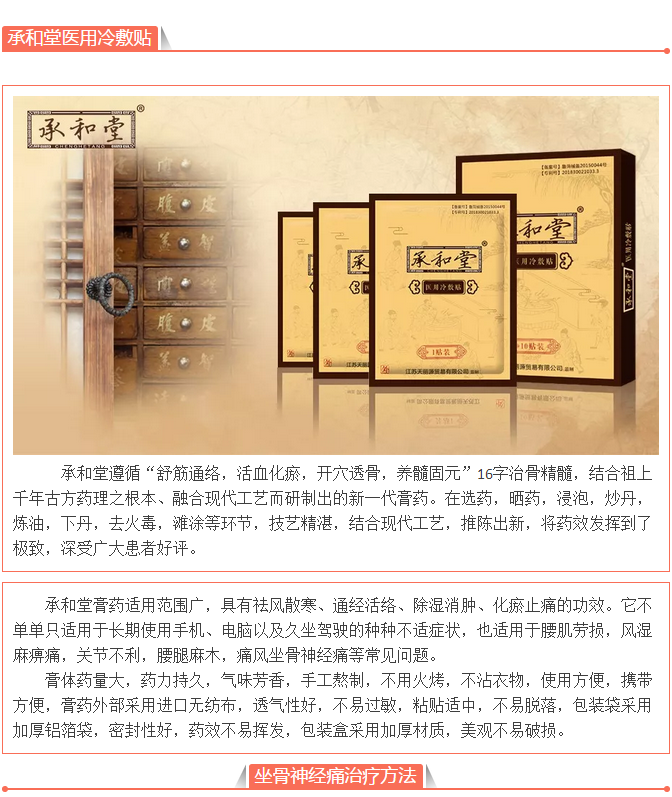 承和堂医用冷敷贴
承和堂
CHENGHETANG
承和堂
医用冷敷贴
1贴装
江苏天丽源贸易有限公司 监制
承和堂遵循“舒筋通络，活血化瘀，开穴透骨，养髓固元”16字治骨精髓，结合祖上
千年古方药理之根本、融合现代工艺而研制出的新一代膏药。在选药，晒药，浸泡，炒丹，
炼油，下丹，去火毒，滩涂等环节，技艺精湛，结合现代工艺，推陈出新，将药效发挥到了
极致，深受广大患者好评。
承和堂膏药适用范围广，具有祛风散寒、通经活络、除湿消肿、化瘀止痛的功效。它不
单单只适用于长期使用手机、电脑以及久坐驾驶的种种不适症状，也适用于腰肌劳损，风湿
麻痹痛，关节不利，腰腿麻木，痛风坐骨神经痛等常见问题。
膏体药量大，药力持久，气味芳香，手工熬制，不用火烤，不沾衣物，使用方便，携带
方便，膏药外部采用进口无纺布，透气性好，不易过敏，粘贴适中，不易脱落，包装袋采用
加厚铝箔袋，密封性好，药效不易挥发，包装盒采用加厚材质，美观不易破损。
坐骨神经痛治疗方法